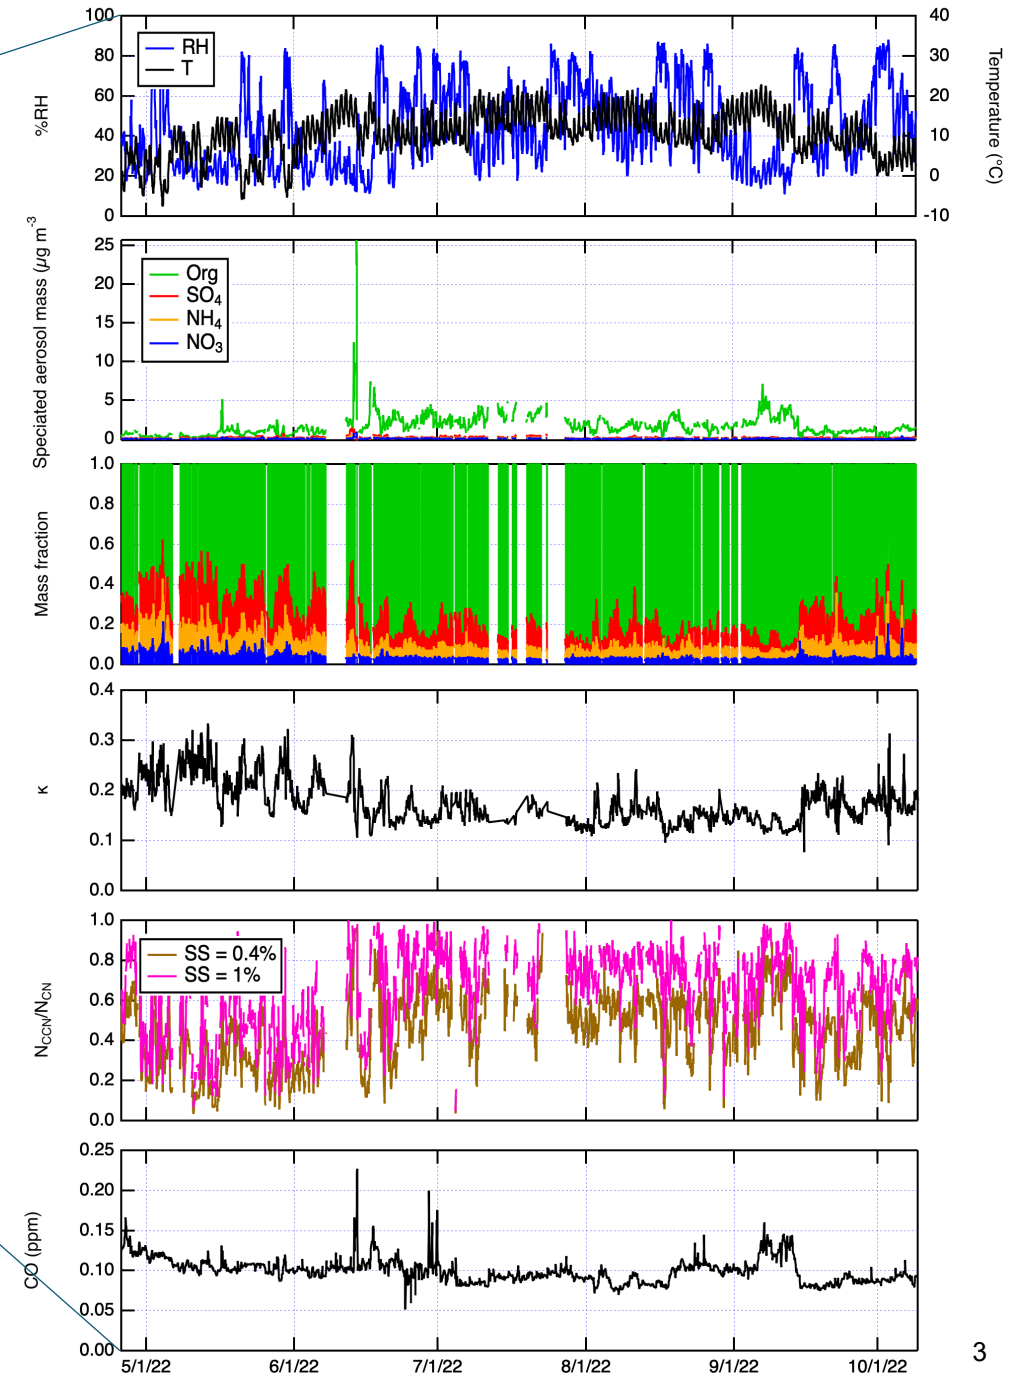 100
80
60
40
20
0
%RH
RH
T
40
30
20
10
0
-10
Temperature (°C)
25
20
15
10
5
0
Speciated aerosol mass (µg m-3
Org
SO4
NH4
NO3
1.0
0.8
0.6
0.4
0.2
0.0
Mass fraction
0.4
0.3
0.2
0.1
0.0
κ
1.0
0.8
0.6
0.4
0.2
0.0
NCCN/NCN
SS = 0.4%
SS = 1%
0.25
0.20
0.15
0.10
0.05
0.00
CO (ppm)
5/1/22 6/1/22 7/1/22 8/1/22 9/1/22 10/1/22
3